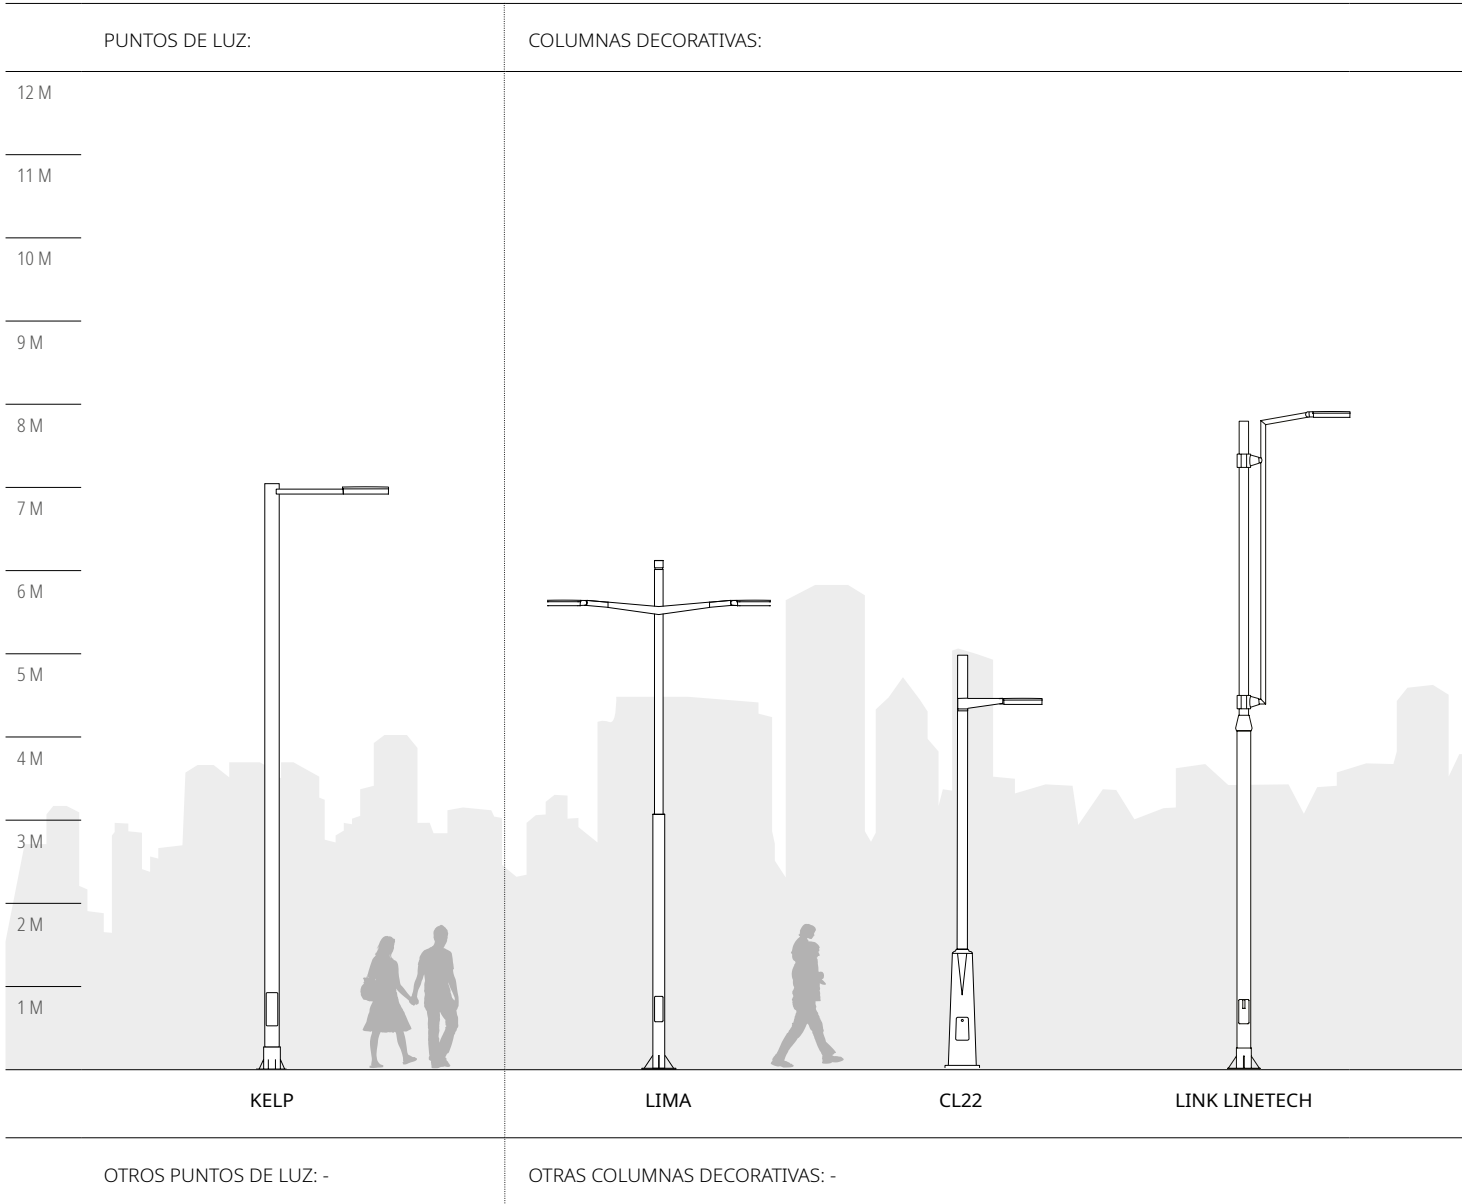 PUNTOS DE LUZ:
COLUMNAS DECORATIVAS:
12 M
11 M
10 M
9 M
8 M
7 M
6 M
5 M
4 M
3 M
2 M
1 M
KELP
LIMA
CL22
LINK LINETECH
OTROS PUNTOS DE LUZ: -
OTRAS COLUMNAS DECORATIVAS: -